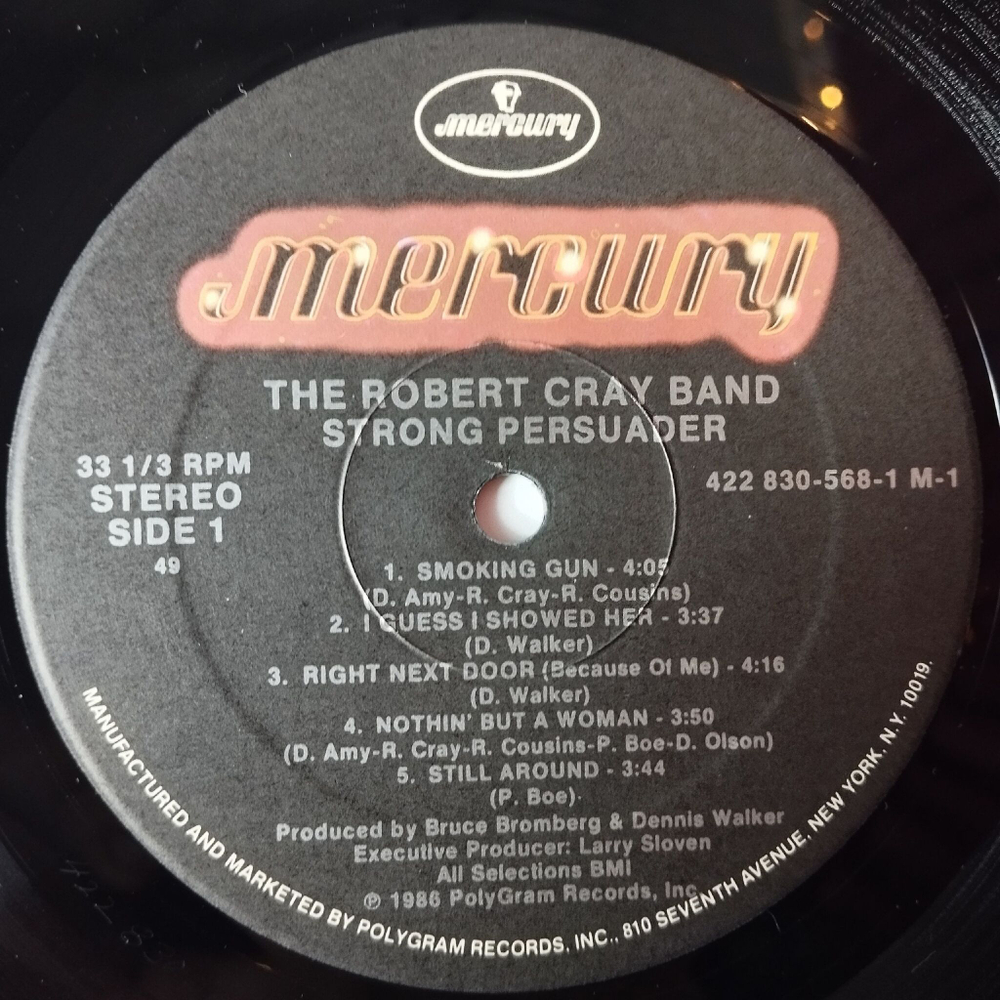 mercury
mercury
THE ROBERT CRAY BAND
STRONG PERSUADER
33 1/3 RPM
STEREO
SIDE 1
49
422 830-568-1 M-1
1. SMOKING GUN - 4:05
(D. Amy-R. Cray-R. Cousins)
2. I GUESS I SHOWED HER - 3:37
(D. Walker)
3. RIGHT NEXT DOOR (Because Of Me) - 4:16
(D. Walker)
4. NOTHIN' BUT A WOMAN - 3:50
(D. Amy-R. Cray-R. Cousins-P. Boe-D. Olson)
5. STILL AROUND - 3:44
(P. Boe)
Produced by Bruce Bromberg & Dennis Walker
Executive Producer: Larry Sloven
All Selections BMI
℗ 1986 PolyGram Records, Inc.
MANUFACTURED AND MARKETED BY POLYGRAM RECORDS, INC., 810 SEVENTH AVENUE, NEW YORK, N.Y. 10019.